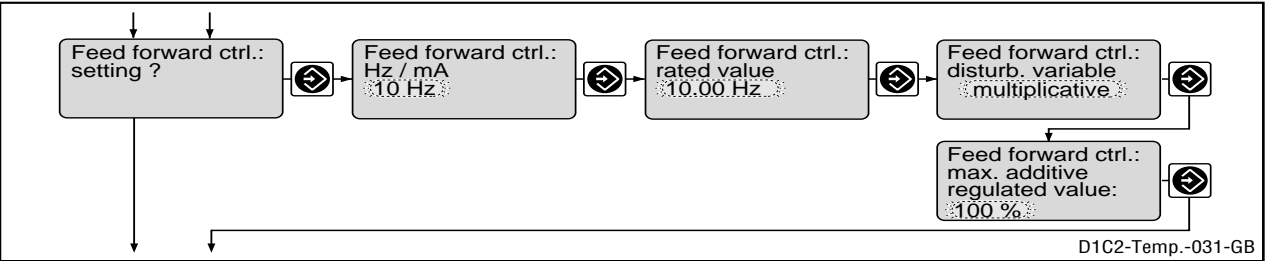 Feed forward ctrl.:
setting ?
Feed forward ctrl.:
Hz / mA
10 Hz
Feed forward ctrl.:
rated value
10.00 Hz
Feed forward ctrl.:
disturb. variable
multiplicative
Feed forward ctrl.:
max. additive
regulated value:
100 %
D1C2-Temp.-031-GB